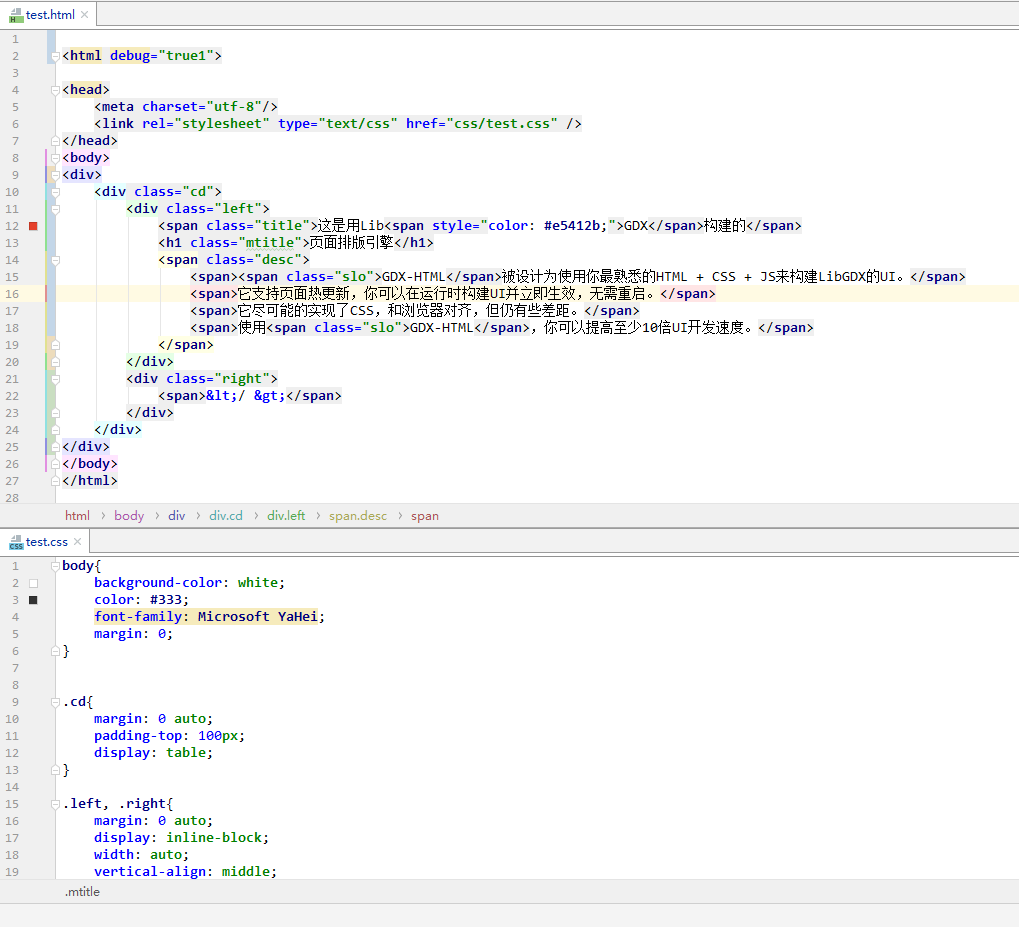 test.html
1
2 <html debug="true1">
3
4 <head>
5 <meta charset="utf-8"/>
6 <link rel="stylesheet" type="text/css" href="css/test.css" />
7 </head>
8 <body>
9 <div>
10 <div class="cd">
11 <div class="left">
12 <span class="title">这是用Lib<span style="color: #e5412b;">GDX</span>构建的</span>
13 <h1 class="mtitle">页面排版引擎</h1>
14 <span class="desc">
15 <span><span class="slo">GDX-HTML</span>被设计为使用你最熟悉的HTML + CSS + JS来构建LibGDX的UI。</span>
16 <span>它支持页面热更新，你可以在运行时构建UI并立即生效，无需重启。</span>
17 <span>它尽可能的实现了CSS，和浏览器对齐，但仍有些差距。</span>
18 <span>使用<span class="slo">GDX-HTML</span>，你可以提高至少10倍UI开发速度。</span>
19 </span>
20 </div>
21 <div class="right">
22 <span>&lt;/ &gt;</span>
23 </div>
24 </div>
25 </div>
26 </body>
27 </html>
28
html › body › div › div.cd › div.left › span.desc › span
test.css
1 body{
2 background-color: white;
3 color: #333;
4 font-family: Microsoft YaHei;
5 margin: 0;
6 }
7
8
9 .cd{
10 margin: 0 auto;
11 padding-top: 100px;
12 display: table;
13 }
14
15 .left, .right{
16 margin: 0 auto;
17 display: inline-block;
18 width: auto;
19 vertical-align: middle;
.mtitle